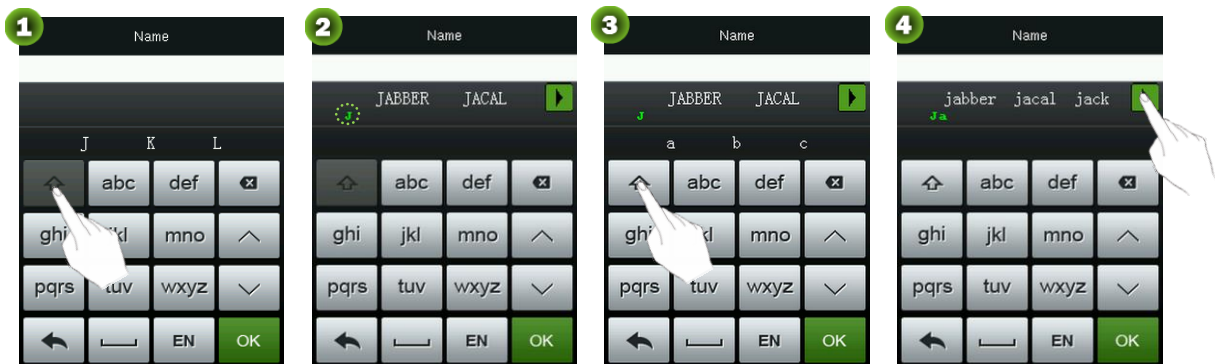 1
Name
J K L
abc def
ghi jkl mno
pqrs tuv wxyz
EN OK
2
Name
JABBER JACAL
J
abc def
ghi jkl mno
pqrs tuv wxyz
EN OK
3
Name
JABBER JACAL
J
a b c
abc def
ghi jkl mno
pqrs tuv wxyz
EN OK
4
Name
jabber jacal jack
Ja
abc def
ghi jkl mno
pqrs tuv wxyz
EN OK